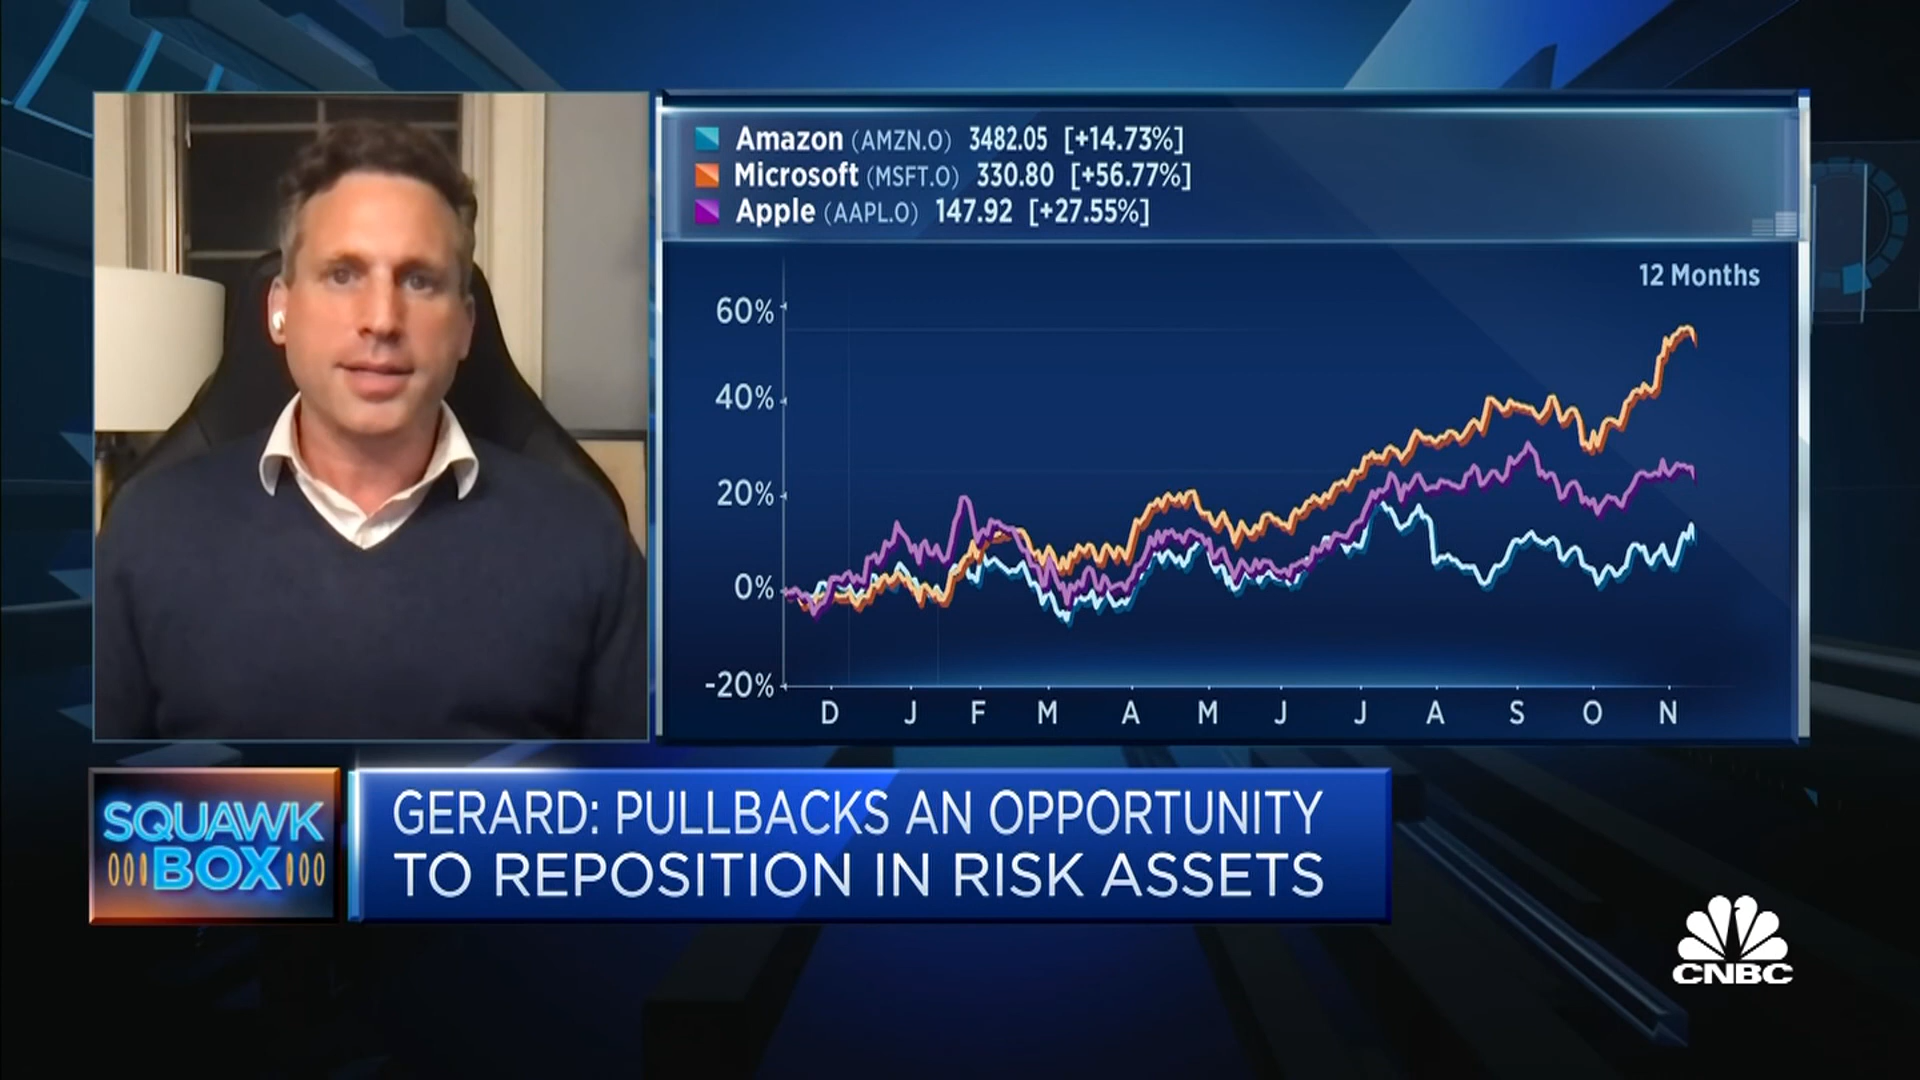 Amazon (AMZN.O) 3482.05 [+14.73%]
Microsoft (MSFT.O) 330.80 [+56.77%]
Apple (AAPL.O) 147.92 [+27.55%]
12 Months
60%
40%
20%
0%
-20%
D J F M A M J J A S O N
SQUAWK
BOX
GERARD: PULLBACKS AN OPPORTUNITY
TO REPOSITION IN RISK ASSETS
CNBC